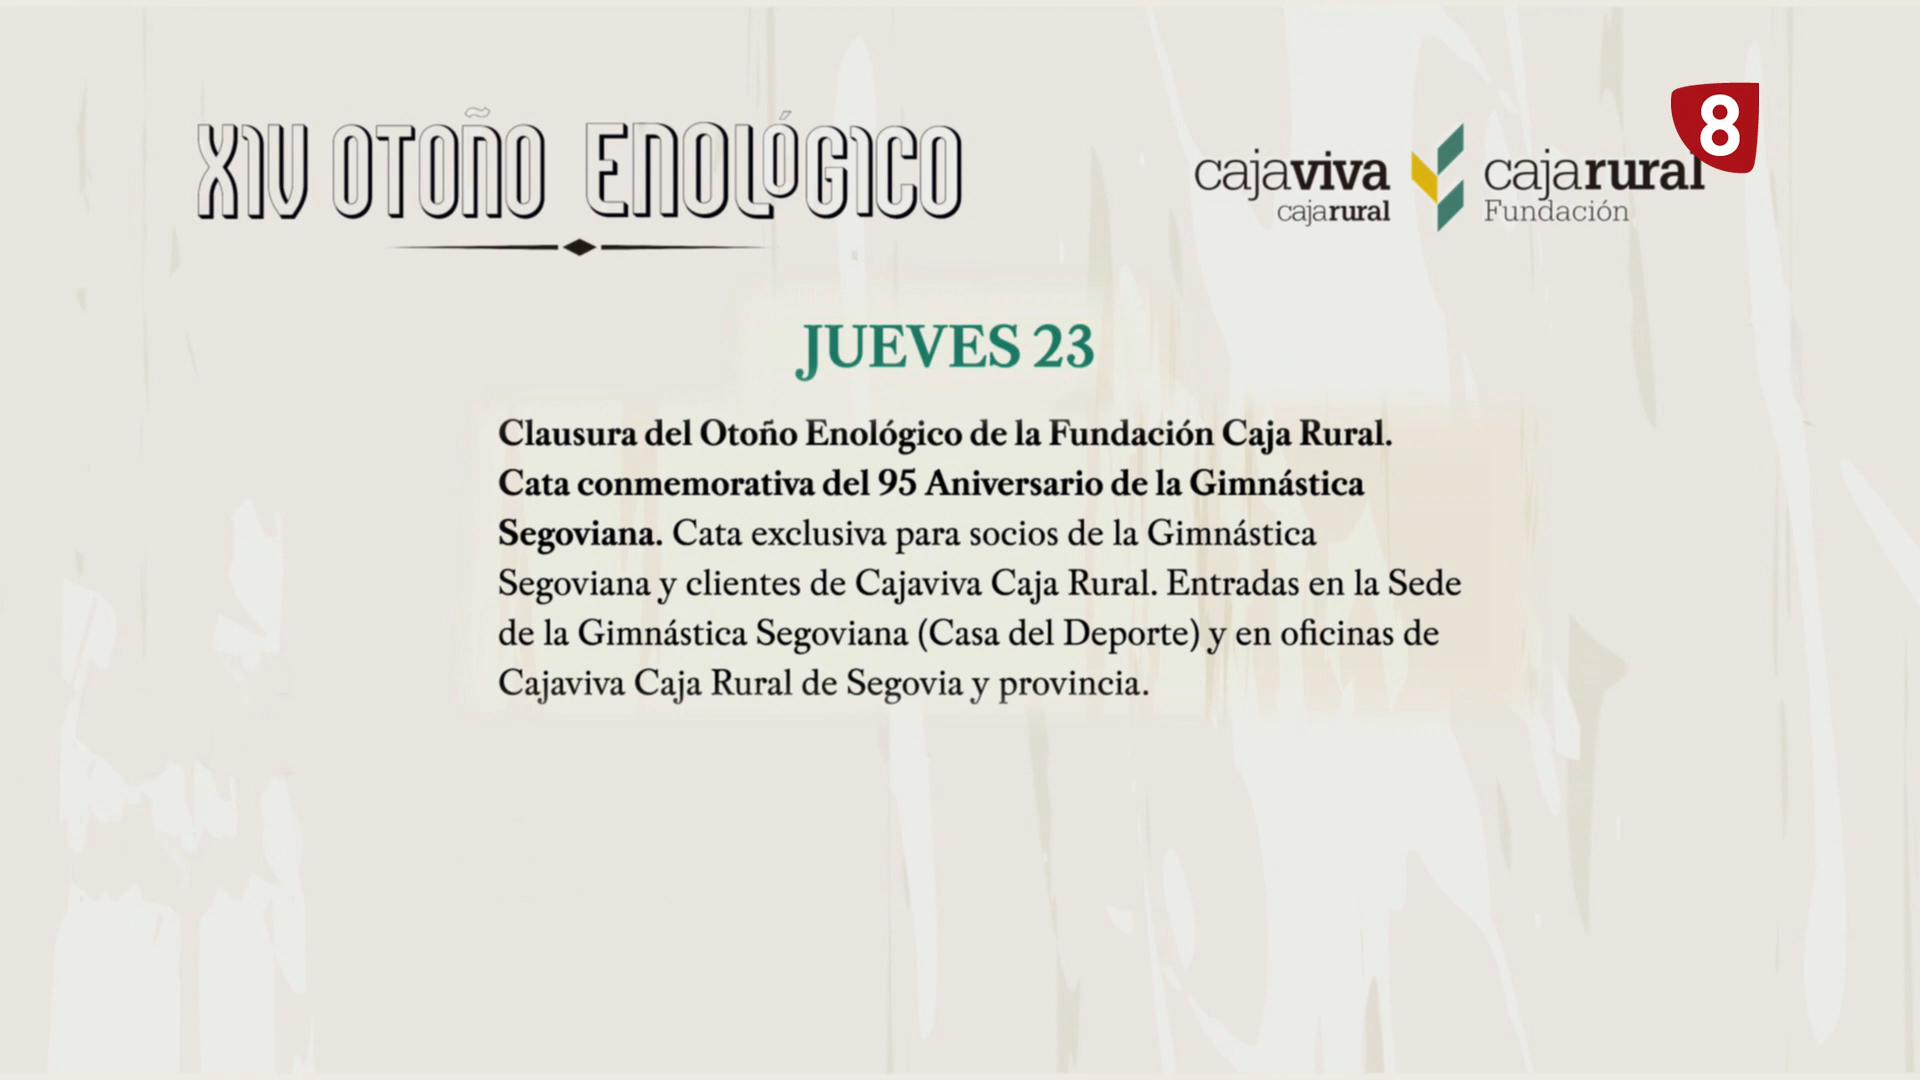 XIV OTOÑO ENOLÓGICO
cajaviva
cajarural
cajarural
Fundación
8
JUEVES 23
Clausura del Otoño Enológico de la Fundación Caja Rural.
Cata conmemorativa del 95 Aniversario de la Gimnástica
Segoviana. Cata exclusiva para socios de la Gimnástica
Segoviana y clientes de Cajaviva Caja Rural. Entradas en la Sede
de la Gimnástica Segoviana (Casa del Deporte) y en oficinas de
Cajaviva Caja Rural de Segovia y provincia.